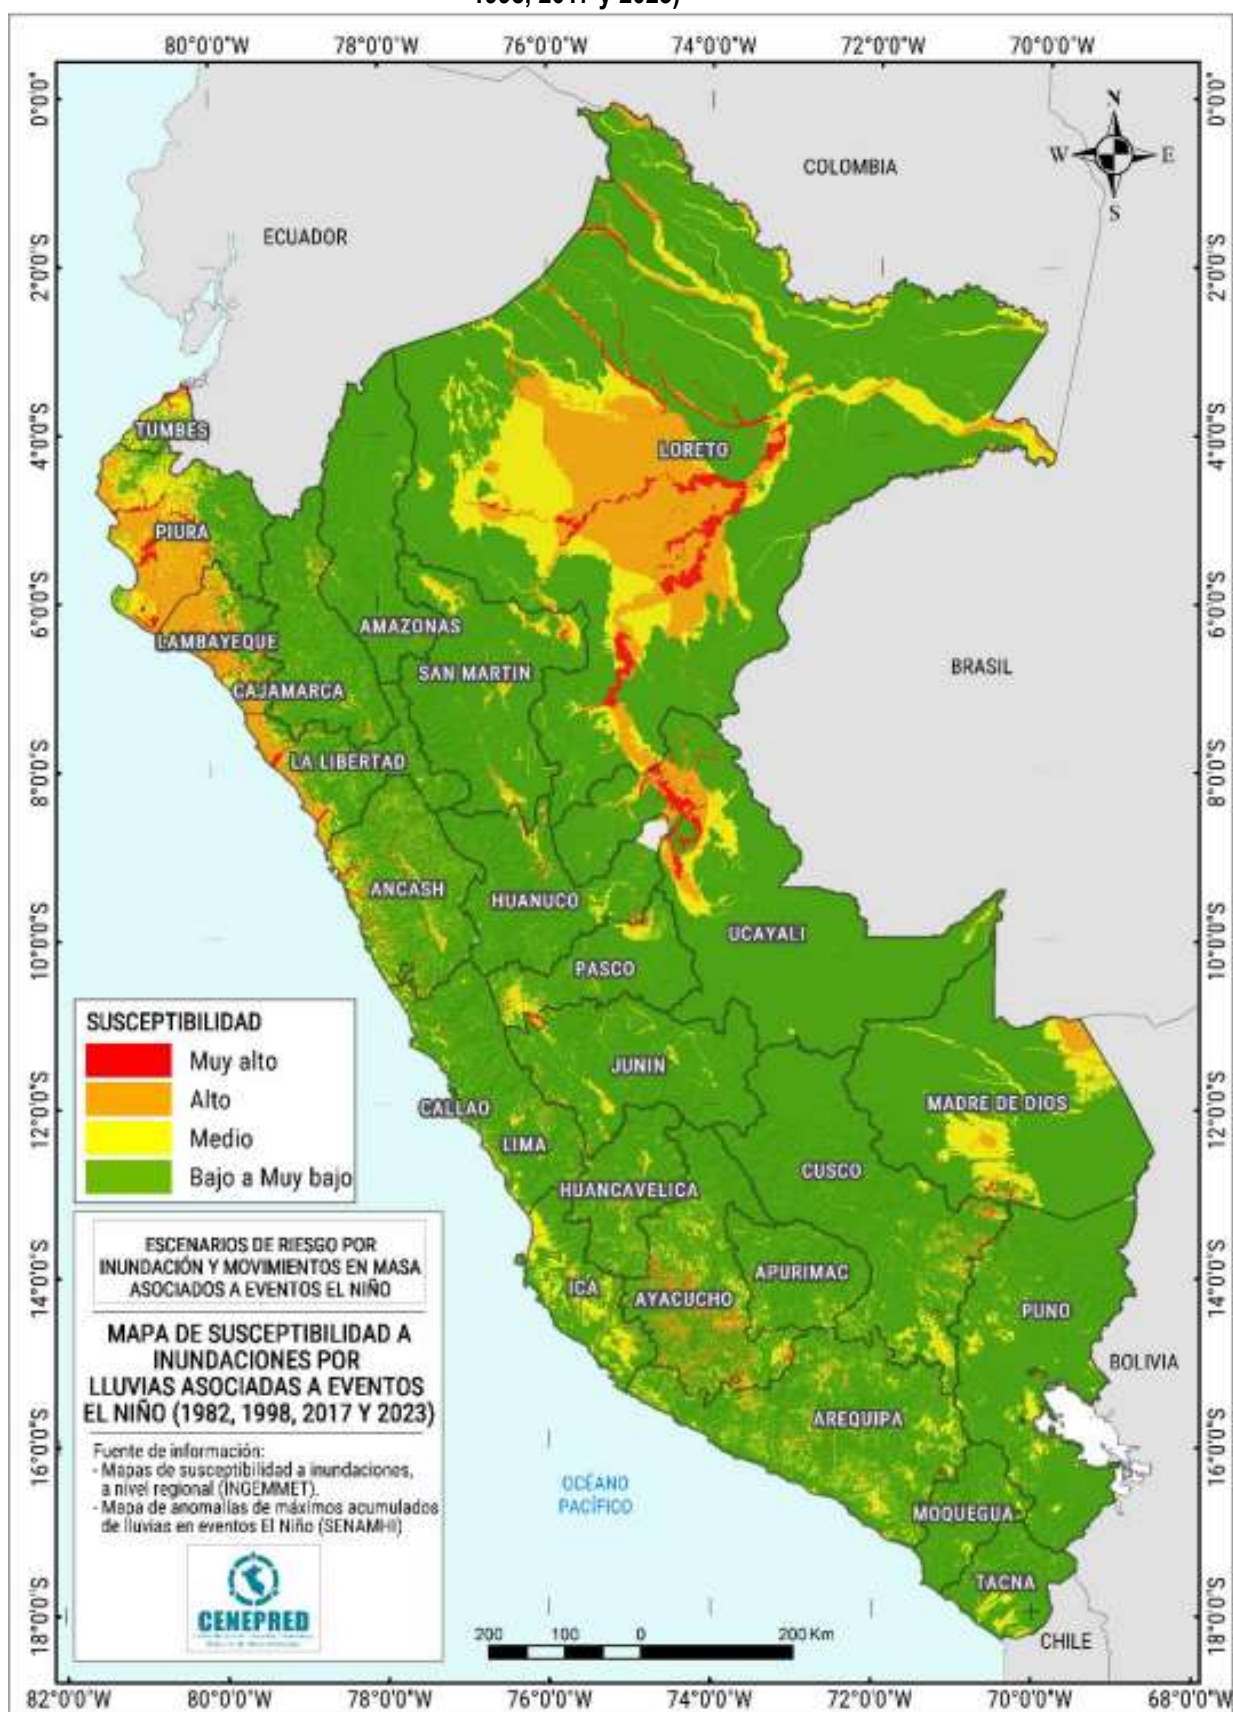 1998, 2017 y 2023)
80°0'0"W 78°0'0"W 76°0'0"W 74°0'0"W 72°0'0"W 70°0'0"W
0°0'0"
2°0'0"S
4°0'0"S
6°0'0"S
8°0'0"S
10°0'0"S
12°0'0"S
14°0'0"S
16°0'0"S
18°0'0"S
0°0'0"
2°0'0"S
4°0'0"S
6°0'0"S
8°0'0"S
10°0'0"S
12°0'0"S
14°0'0"S
16°0'0"S
18°0'0"S
N
W E
S
COLOMBIA
ECUADOR
TUMBES
LORETO
PIURA
AMAZONAS
LAMBAYEQUE
SAN MARTIN
BRASIL
CAJAMARCA
LA LIBERTAD
ANCASH
HUANUCO
UCAYALI
PASCO
JUNIN
MADRE DE DIOS
CALLAO
LIMA
CUSCO
HUANCAVELICA
APURIMAC
ICA
AYACUCHO
PUNO
BOLIVIA
AREQUIPA
OCÉANO
PACÍFICO
MOQUEGUA
TACNA
CHILE
SUSCEPTIBILIDAD
Muy alto
Alto
Medio
Bajo a Muy bajo
ESCENARIOS DE RIESGO POR
INUNDACIÓN Y MOVIMIENTOS EN MASA
ASOCIADOS A EVENTOS EL NIÑO
MAPA DE SUSCEPTIBILIDAD A
INUNDACIONES POR
LLUVIAS ASOCIADAS A EVENTOS
EL NIÑO (1982, 1998, 2017 Y 2023)
Fuente de información:
- Mapas de susceptibilidad a inundaciones,
a nivel regional (INGEMMET).
- Mapa de anomalías de máximos acumulados
de lluvias en eventos El Niño (SENAMHI)
CENEPRED
200 100 0 200 Km
82°0'0"W 80°0'0"W 78°0'0"W 76°0'0"W 74°0'0"W 72°0'0"W 70°0'0"W 68°0'0"W